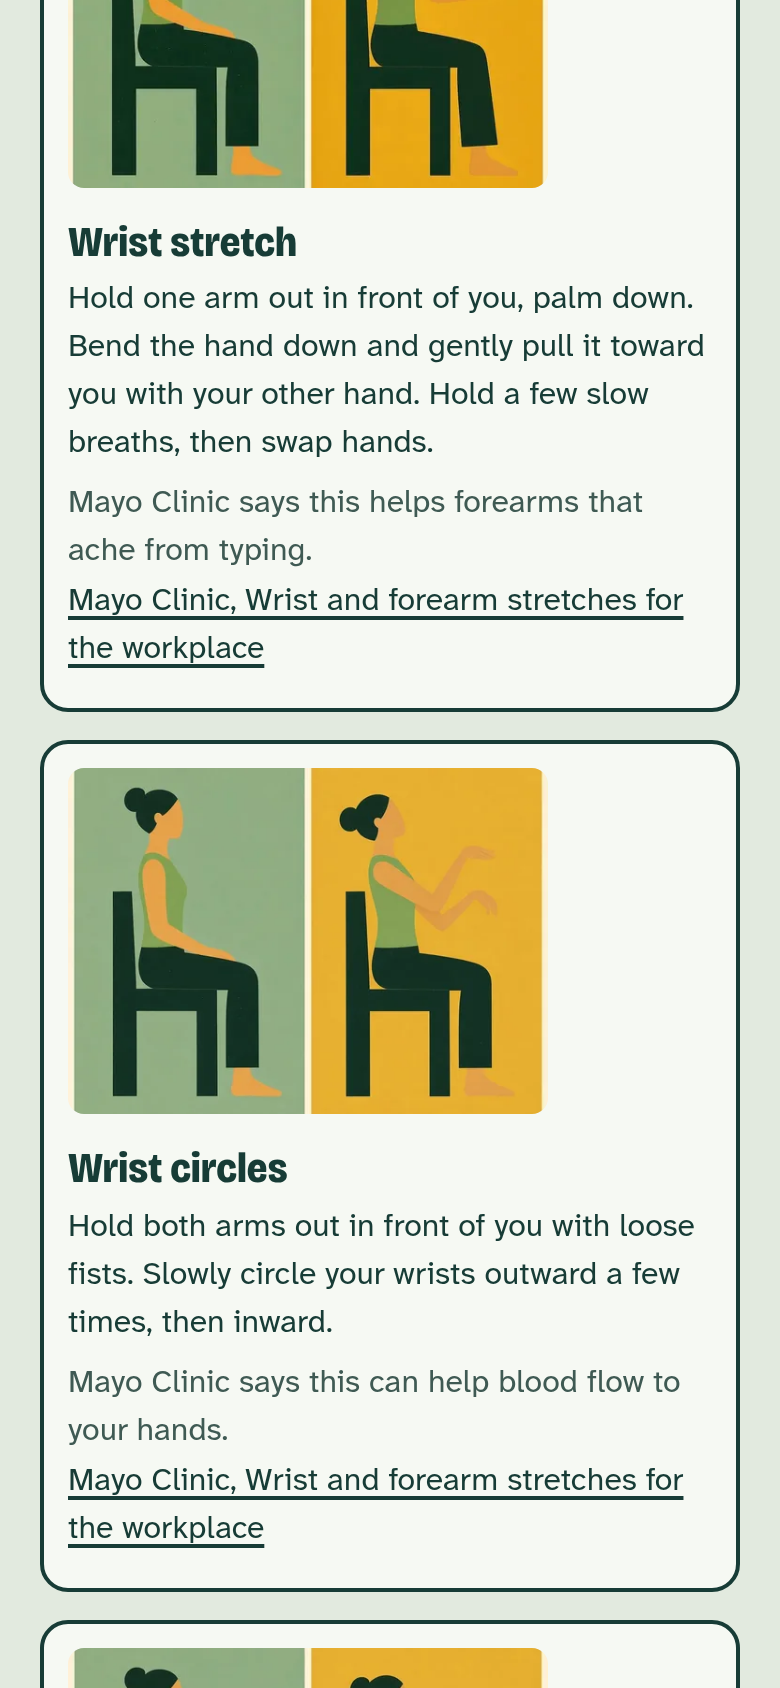 Wrist stretch
Hold one arm out in front of you, palm down.
Bend the hand down and gently pull it toward
you with your other hand. Hold a few slow
breaths, then swap hands.
Mayo Clinic says this helps forearms that
ache from typing.
Mayo Clinic, Wrist and forearm stretches for
the workplace
Wrist circles
Hold both arms out in front of you with loose
fists. Slowly circle your wrists outward a few
times, then inward.
Mayo Clinic says this can help blood flow to
your hands.
Mayo Clinic, Wrist and forearm stretches for
the workplace